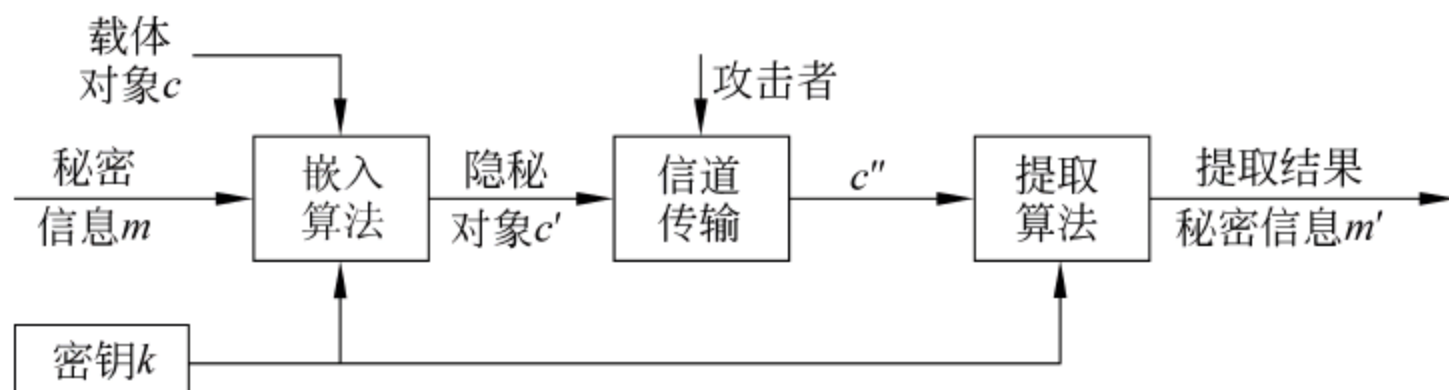 载体
对象c
攻击者
秘密
信息m
嵌入
算法
隐秘
对象c′
信道
传输
c″
提取
算法
提取结果
秘密信息m′
密钥k